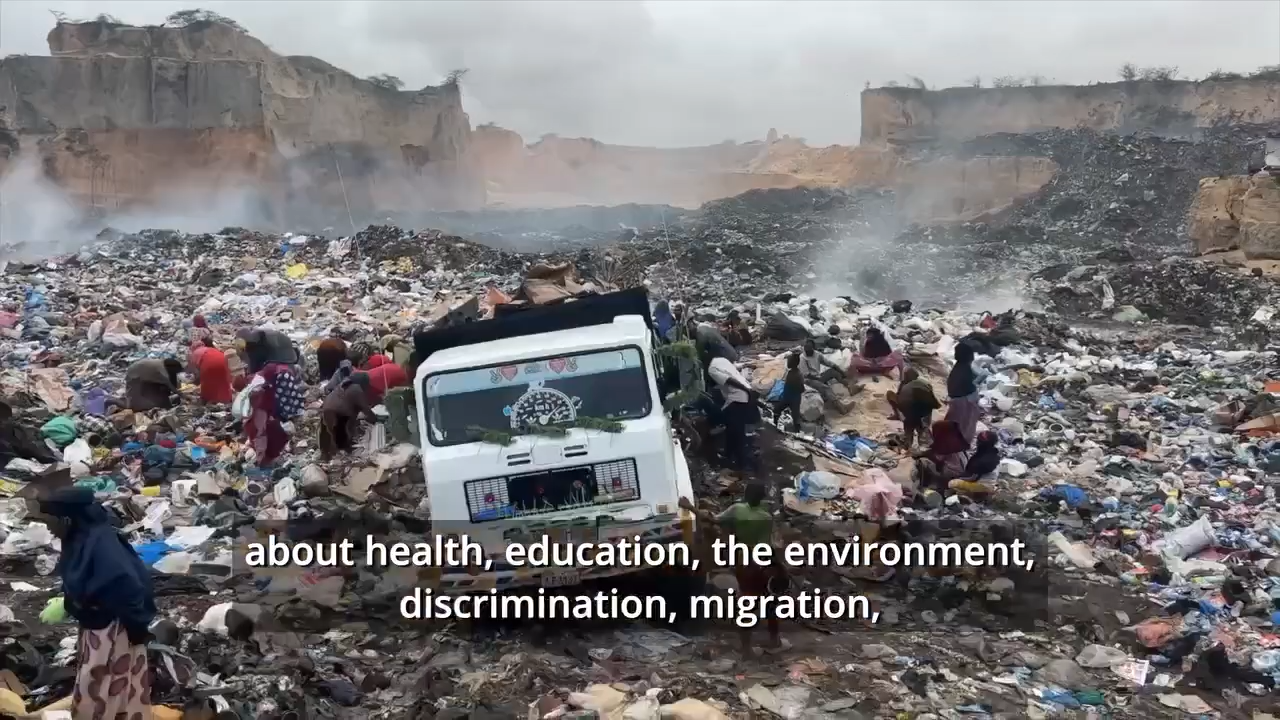 about health, education, the environment,
discrimination, migration,